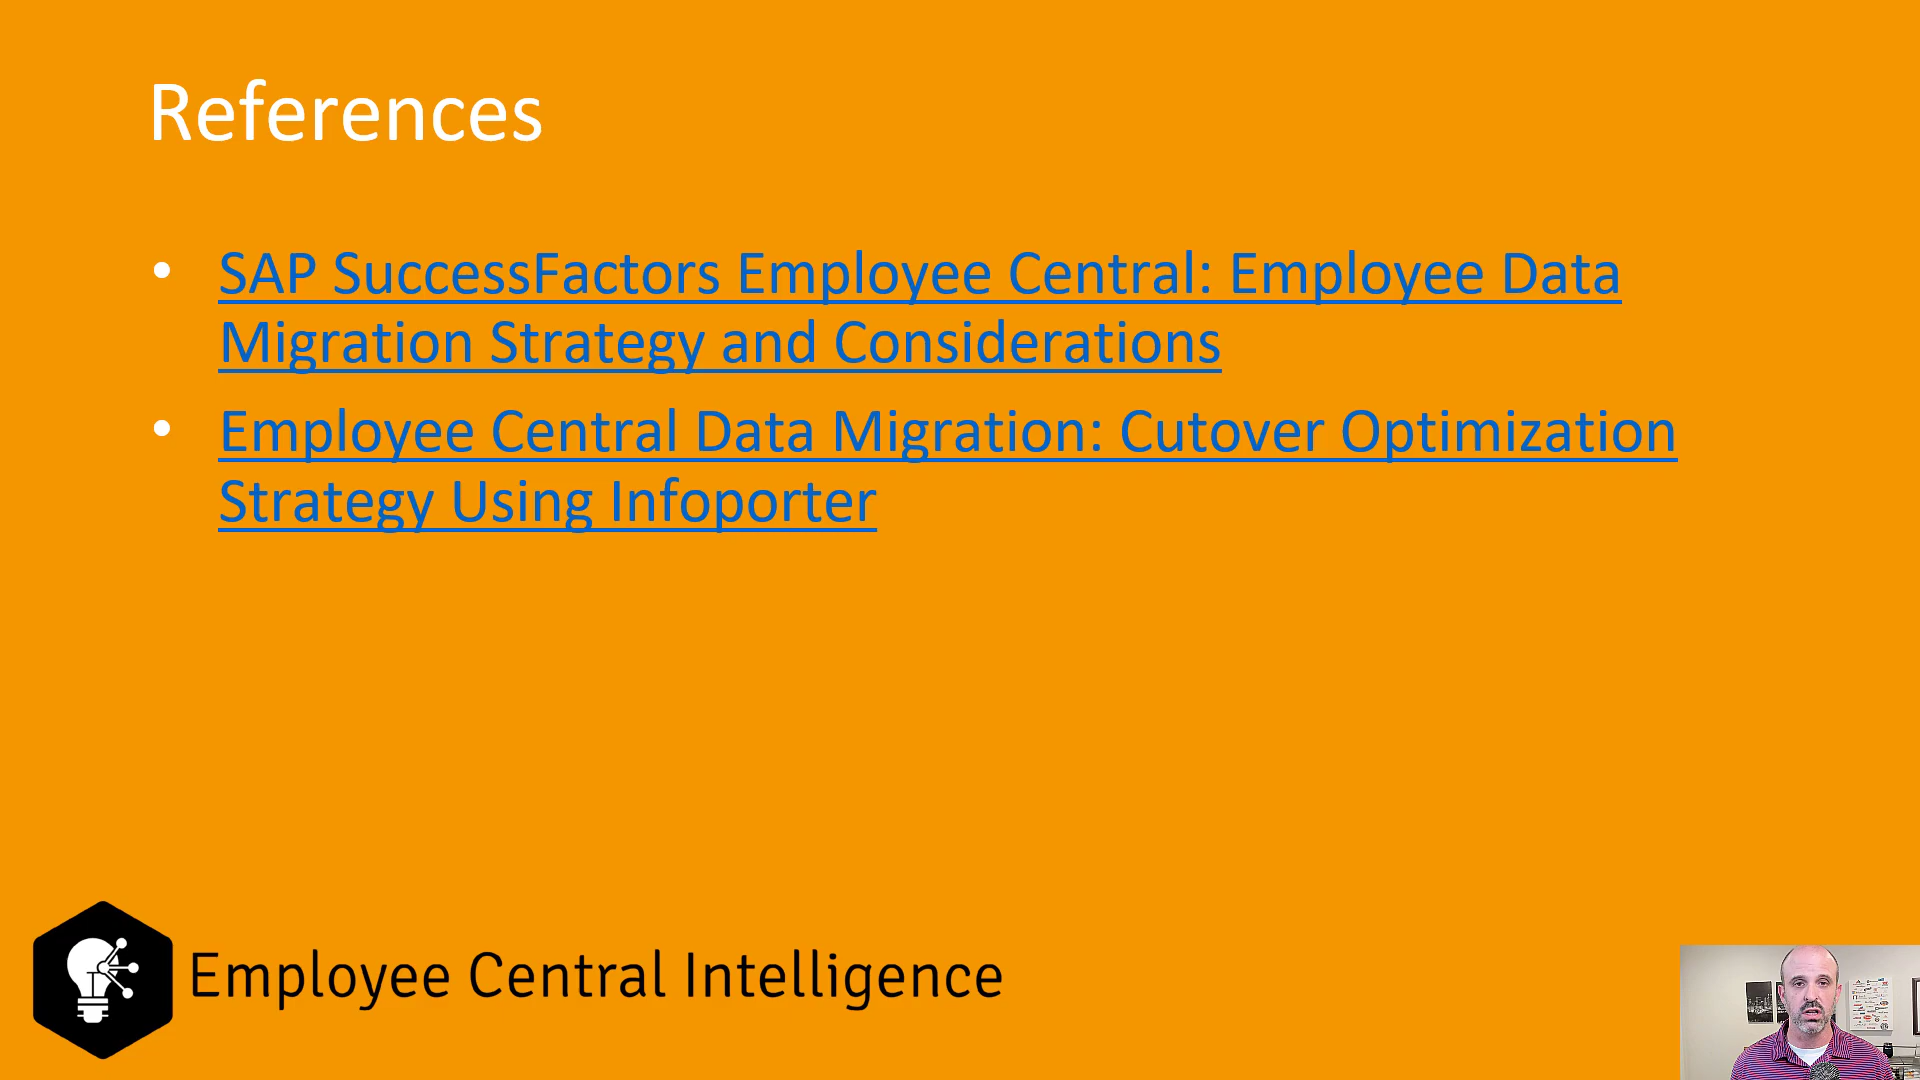 References
• SAP SuccessFactors Employee Central: Employee Data
Migration Strategy and Considerations
• Employee Central Data Migration: Cutover Optimization
Strategy Using Infoporter
Employee Central Intelligence